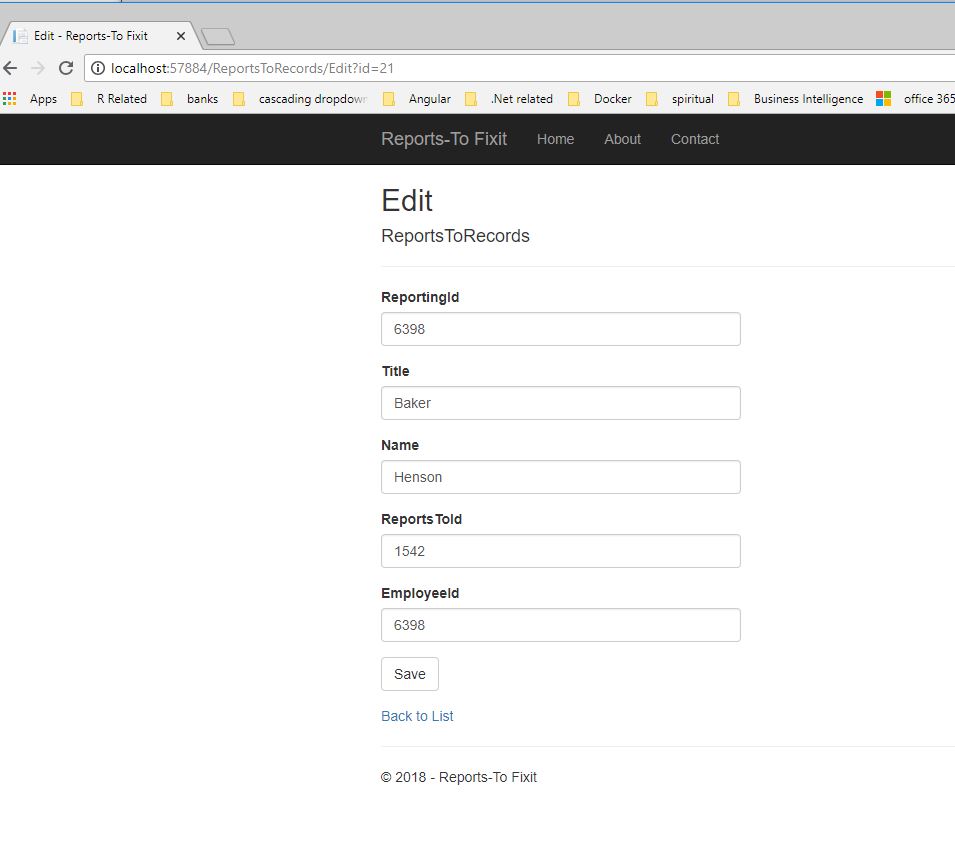 Edit - Reports-To Fixit
localhost:57884/ReportsToRecords/Edit?id=21
Apps R Related banks cascading dropdown Angular .Net related Docker spiritual Business Intelligence office 365
Reports-To Fixit Home About Contact
Edit
ReportsToRecords
ReportingId
6398
Title
Baker
Name
Henson
ReportsToId
1542
EmployeeId
6398
Save
Back to List
© 2018 - Reports-To Fixit